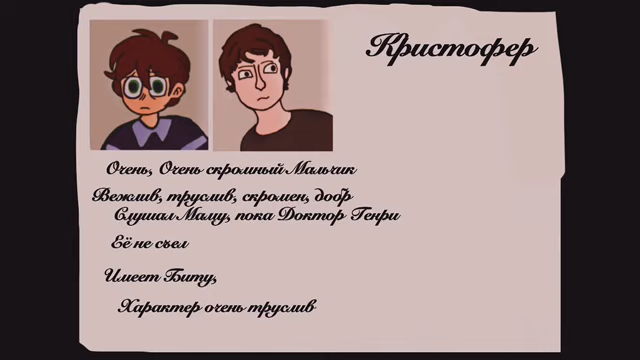 Кристофер
Очень, Очень скромный Мальчик
Вежлив, труслив, скромен, добр
Слушал Маму, пока Доктор Генри
Её не съел
Имеет Биту,
Характер очень труслив